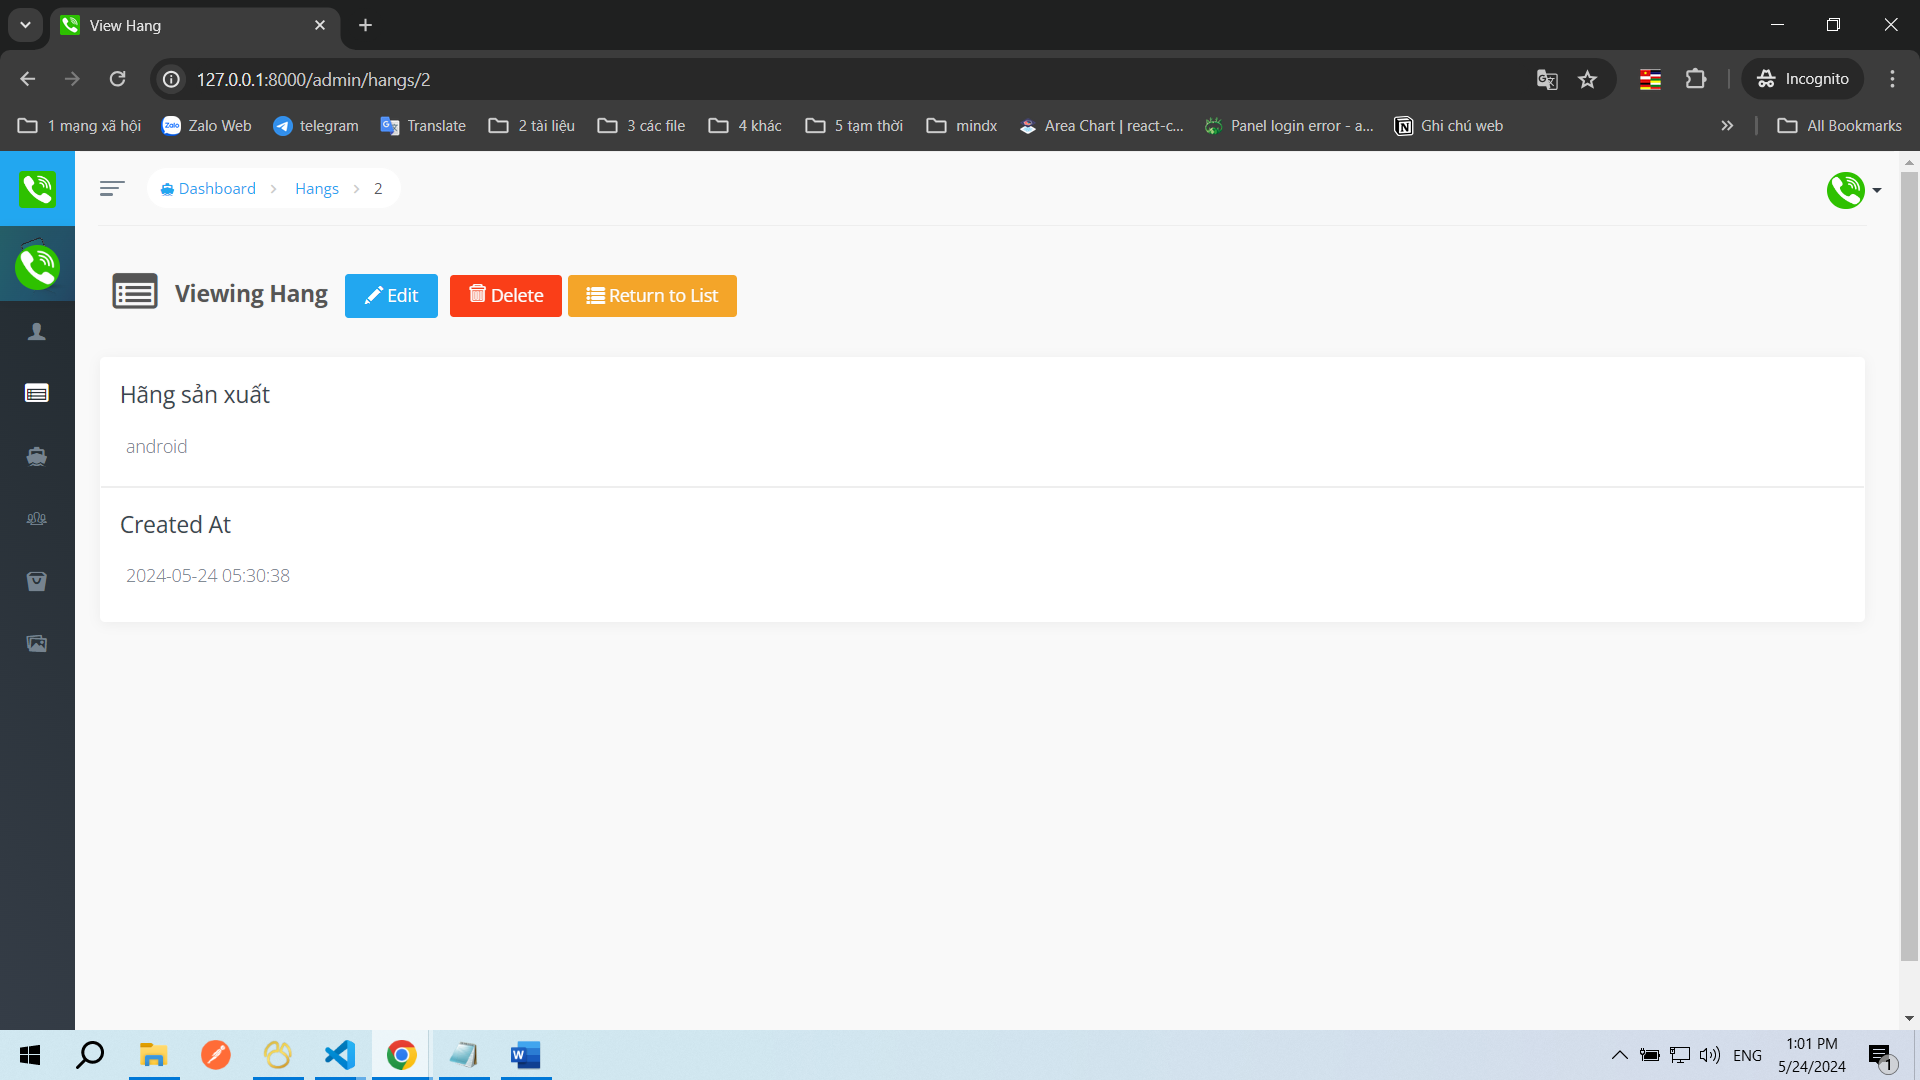 View Hang
127.0.0.1:8000/admin/hangs/2
Incognito
1 mạng xã hội
Zalo Web
telegram
Translate
2 tài liệu
3 các file
4 khác
5 tạm thời
mindx
Area Chart | react-c...
Panel login error - a...
Ghi chú web
All Bookmarks
Dashboard
Hangs
2
Viewing Hang
Edit
Delete
Return to List
Hãng sản xuất
android
Created At
2024-05-24 05:30:38
ENG
1:01 PM
5/24/2024
1